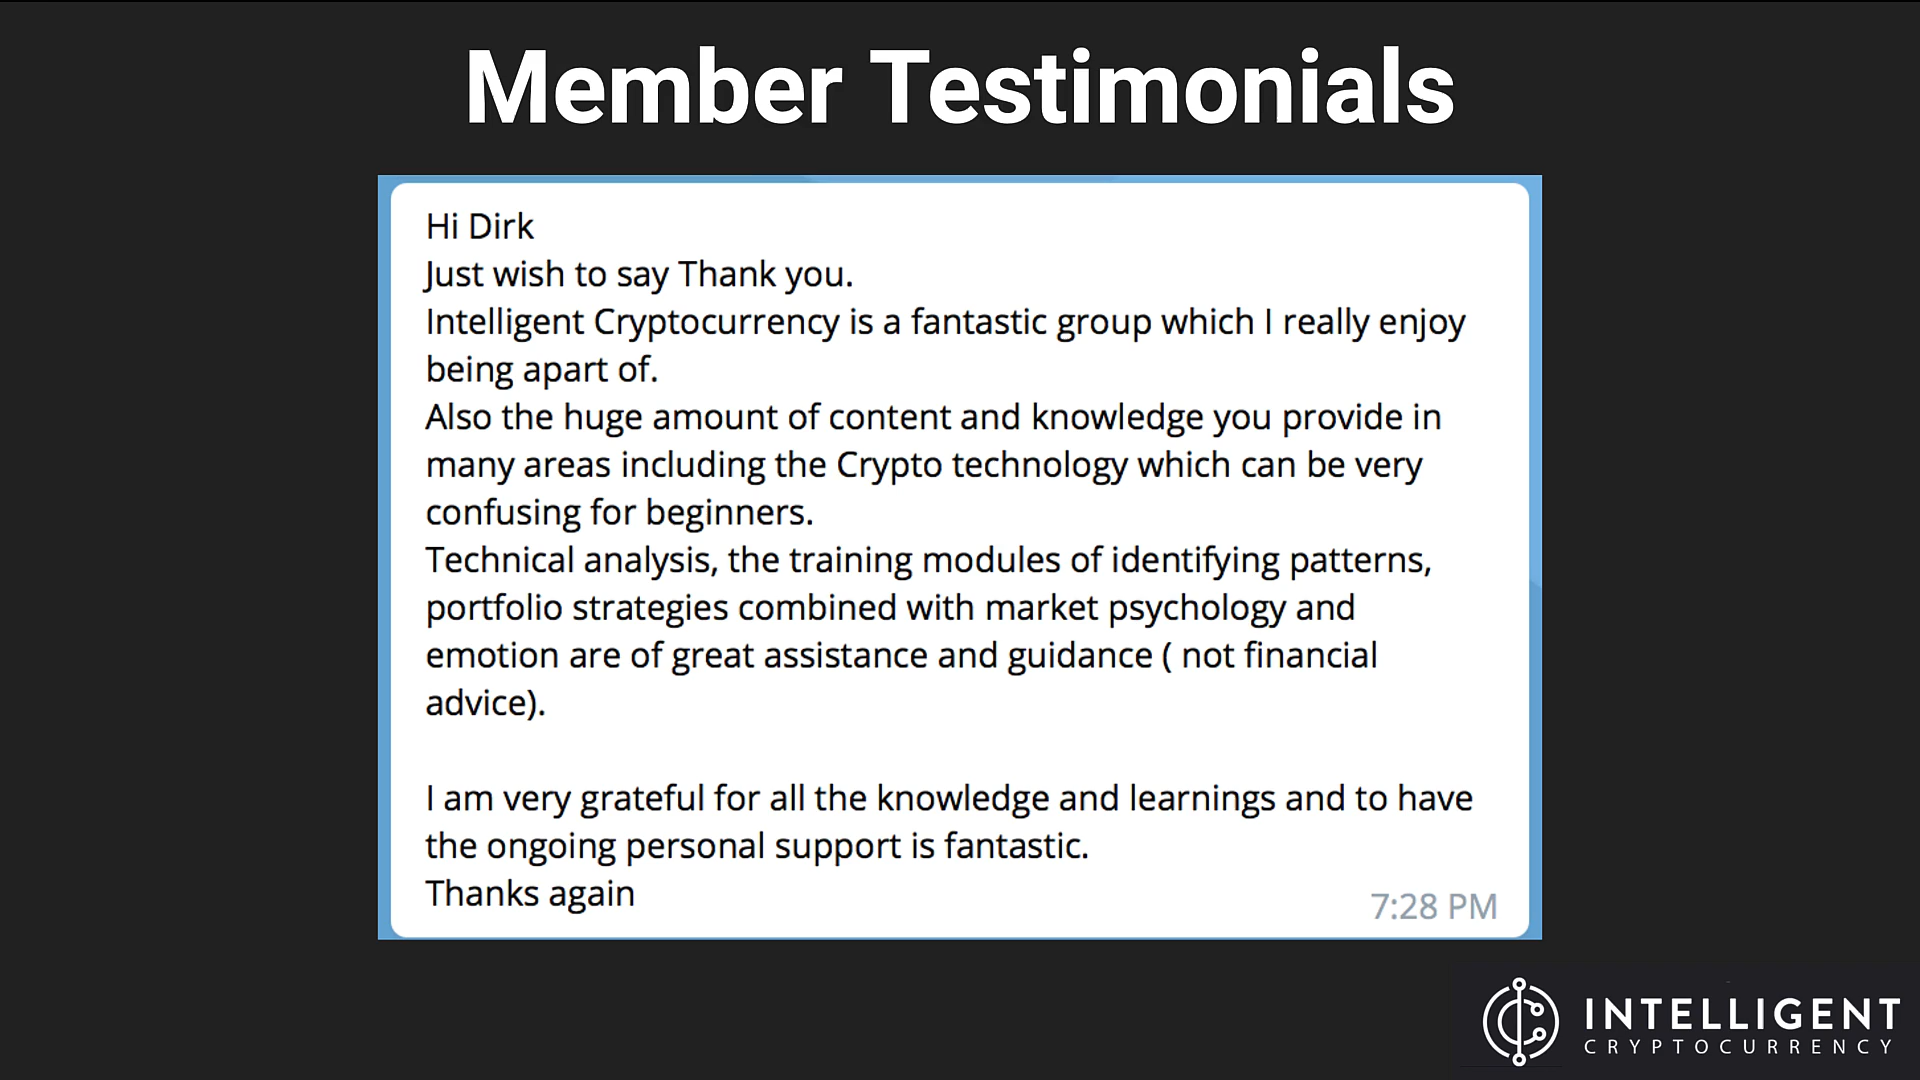 Member Testimonials
Hi Dirk
Just wish to say Thank you.
Intelligent Cryptocurrency is a fantastic group which I really enjoy
being apart of.
Also the huge amount of content and knowledge you provide in
many areas including the Crypto technology which can be very
confusing for beginners.
Technical analysis, the training modules of identifying patterns,
portfolio strategies combined with market psychology and
emotion are of great assistance and guidance ( not financial
advice).
I am very grateful for all the knowledge and learnings and to have
the ongoing personal support is fantastic.
Thanks again
7:28 PM
INTELLIGENT
CRYPTOCURRENCY